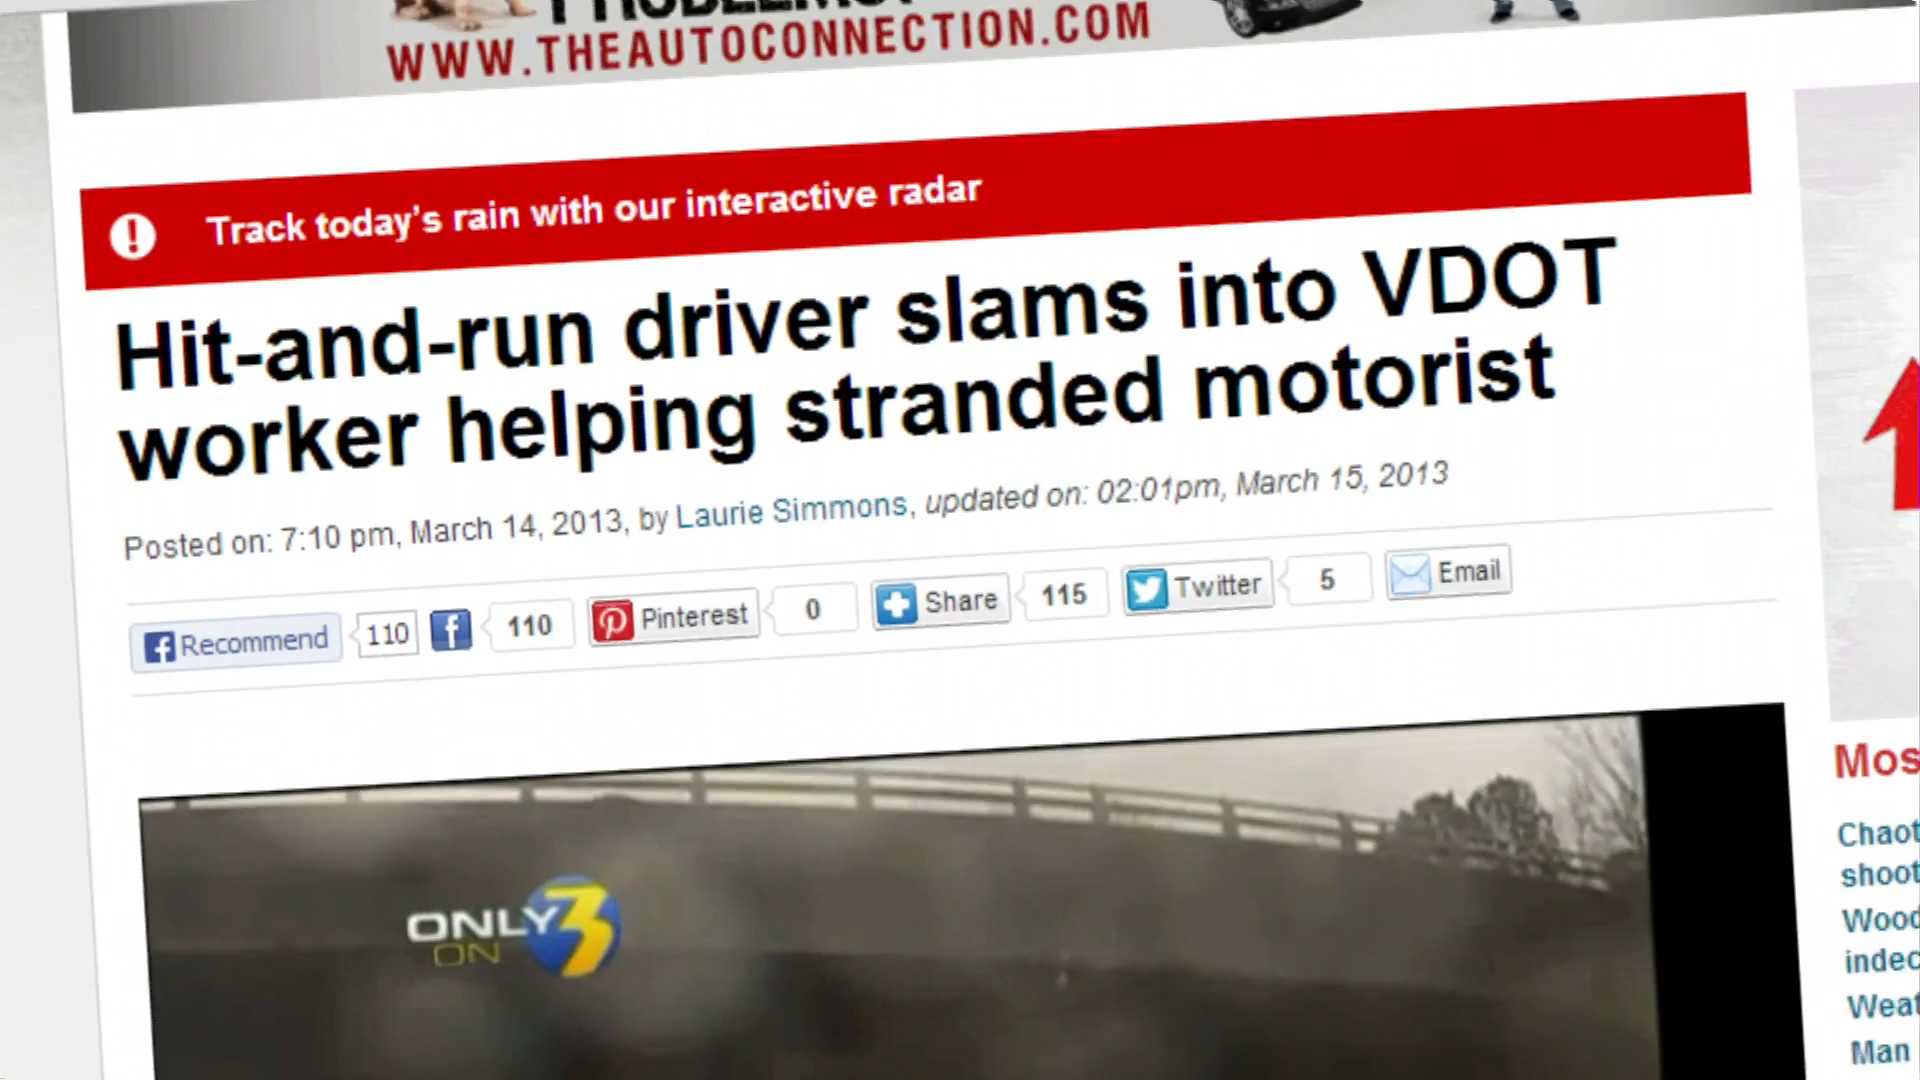 WWW.THEAUTOCONNECTION.COM
Track today's rain with our interactive radar
Hit-and-run driver slams into VDOT
worker helping stranded motorist
Posted on: 7:10 pm, March 14, 2013, by Laurie Simmons, updated on: 02:01pm, March 15, 2013
Recommend 110 110 Pinterest 0 Share 115 Twitter 5 Email
ONLY
ON 3
Mos
Chaot
shoot
Wood
indec
Weat
Man